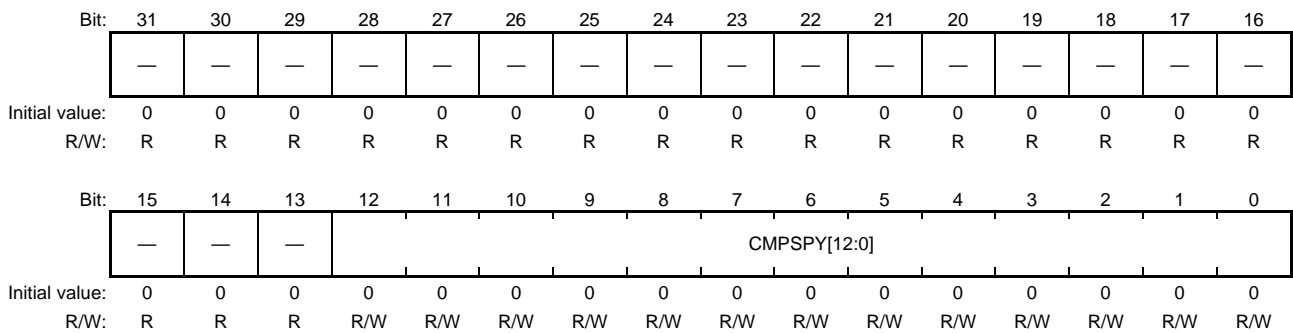 Bit: 31 30 29 28 27 26 25 24 23 22 21 20 19 18 17 16
— — — — — — — — — — — — — — — —
Initial value: 0 0 0 0 0 0 0 0 0 0 0 0 0 0 0 0
R/W: R R R R R R R R R R R R R R R R
Bit: 15 14 13 12 11 10 9 8 7 6 5 4 3 2 1 0
— — — CMPSPY[12:0]
Initial value: 0 0 0 0 0 0 0 0 0 0 0 0 0 0 0 0
R/W: R R R R/W R/W R/W R/W R/W R/W R/W R/W R/W R/W R/W R/W R/W